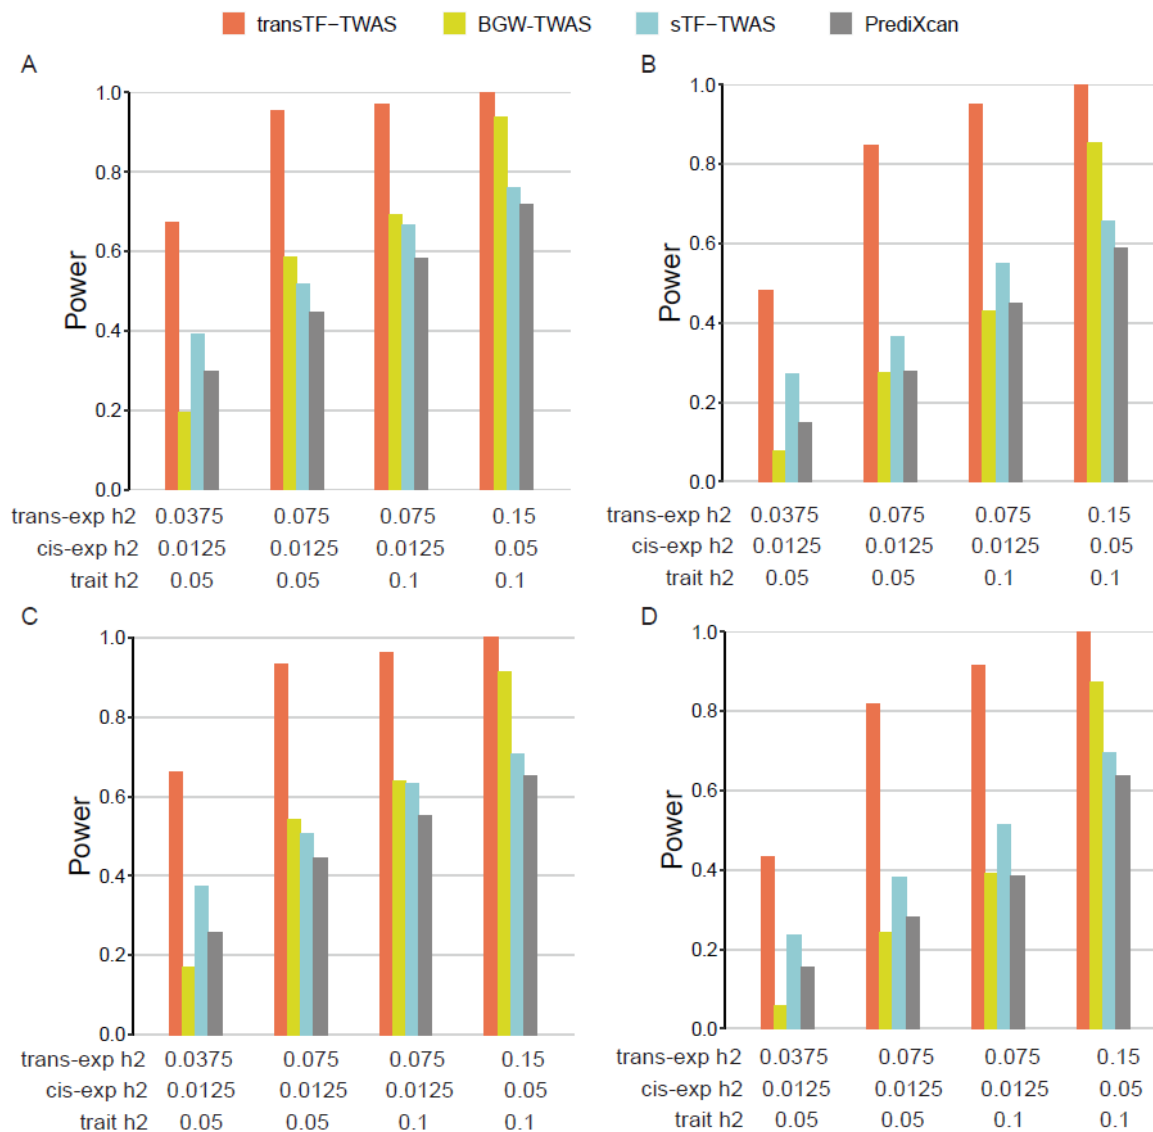 transTF−TWAS BGW-TWAS sTF−TWAS PrediXcan
A
1.0
0.8
0.6
0.4
0.2
0.0
Power
trans-exp h2 0.0375 0.075 0.075 0.15
cis-exp h2 0.0125 0.0125 0.0125 0.05
trait h2 0.05 0.05 0.1 0.1
B
1.0
0.8
0.6
0.4
0.2
0.0
Power
trans-exp h2 0.0375 0.075 0.075 0.15
cis-exp h2 0.0125 0.0125 0.0125 0.05
trait h2 0.05 0.05 0.1 0.1
C
1.0
0.8
0.6
0.4
0.2
0.0
Power
trans-exp h2 0.0375 0.075 0.075 0.15
cis-exp h2 0.0125 0.0125 0.0125 0.05
trait h2 0.05 0.05 0.1 0.1
D
1.0
0.8
0.6
0.4
0.2
0.0
Power
trans-exp h2 0.0375 0.075 0.075 0.15
cis-exp h2 0.0125 0.0125 0.0125 0.05
trait h2 0.05 0.05 0.1 0.1